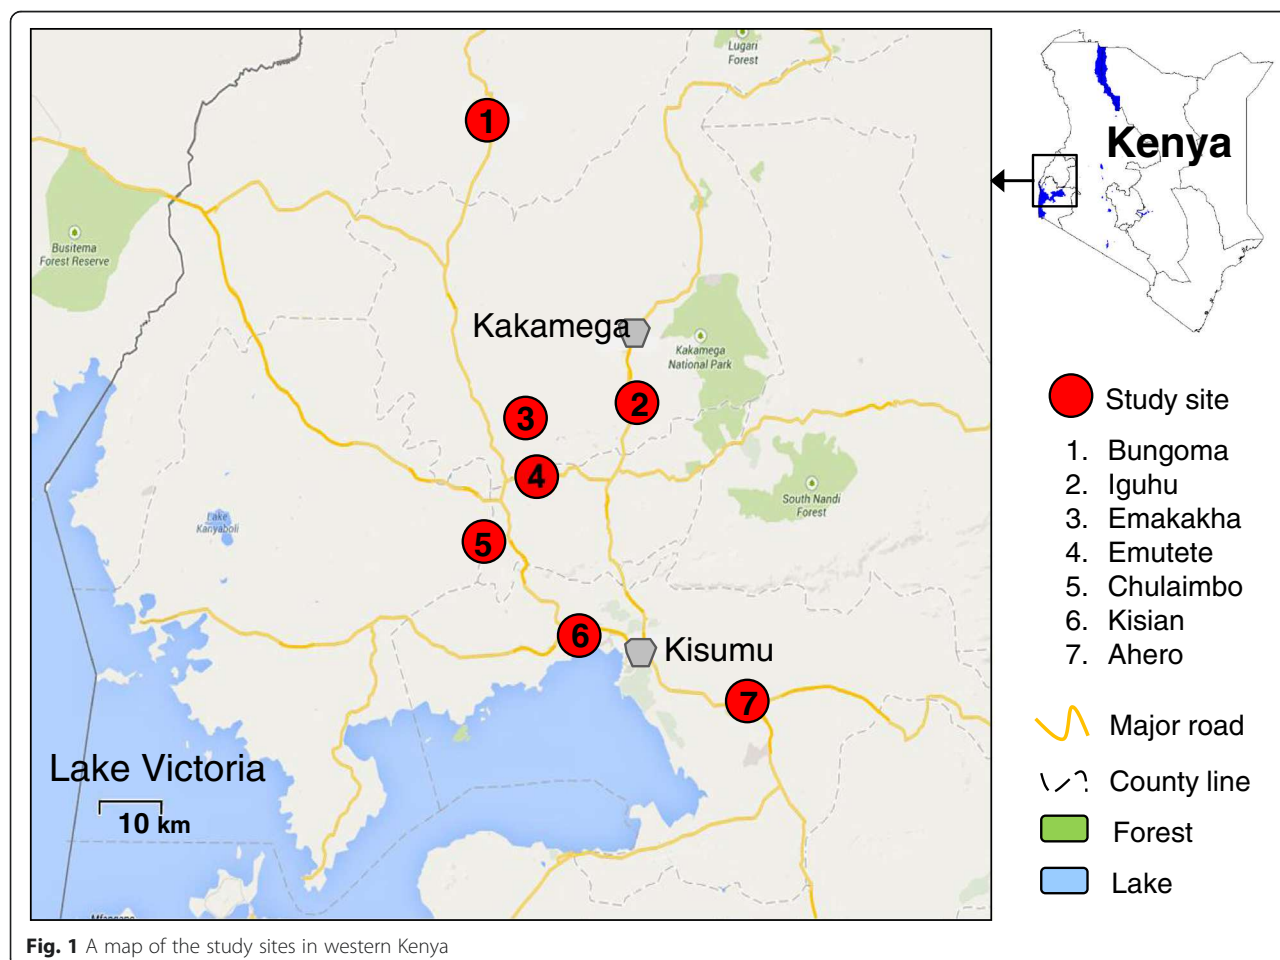 Lugari
Forest
1
Kenya
Busitema
Forest Reserve
Kakamega
Kakamega
National Park
2
3
4
South Nandi
Forest
Lake
Kanyaboli
5
6
Kisumu
7
Lake Victoria
10 km
Mfangano
Study site
1. Bungoma
2. Iguhu
3. Emakakha
4. Emutete
5. Chulaimbo
6. Kisian
7. Ahero
Major road
County line
Forest
Lake
Fig. 1 A map of the study sites in western Kenya